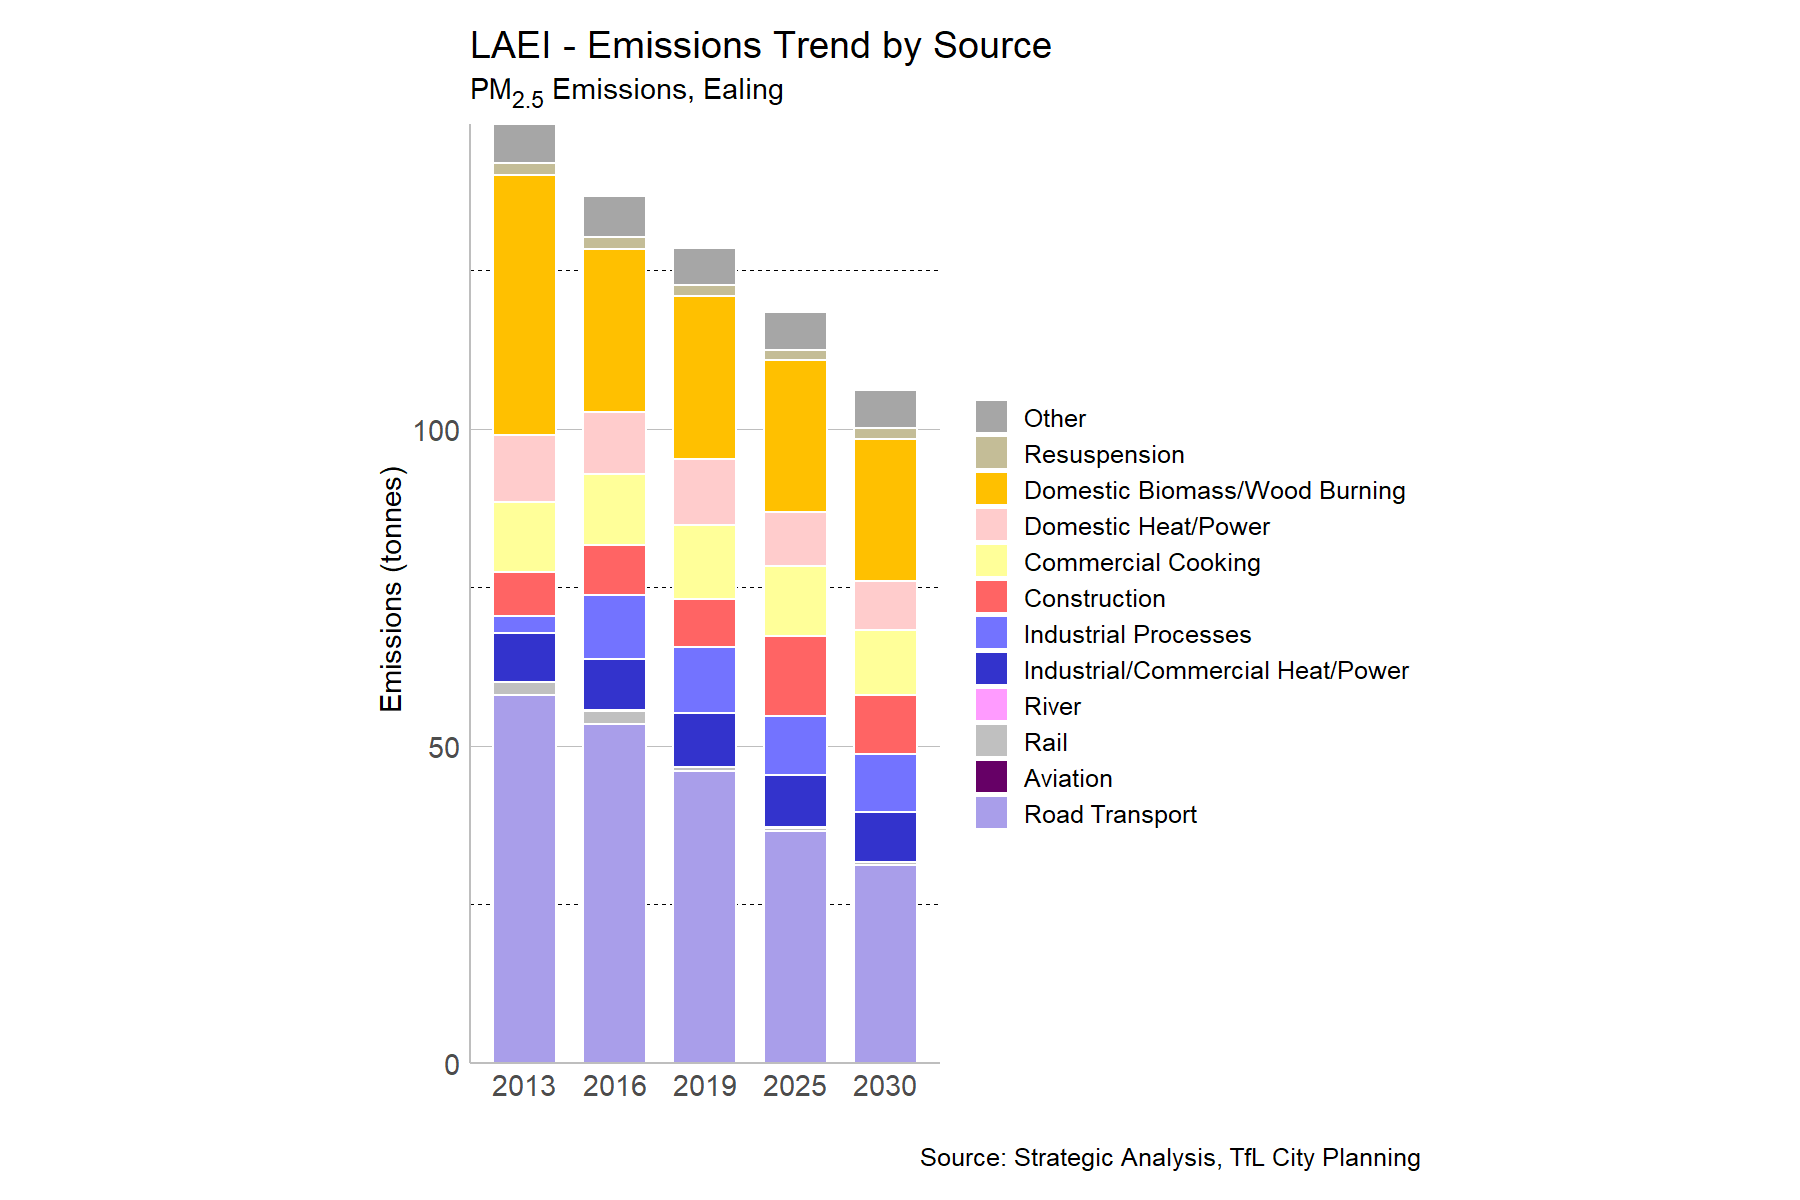 LAEI - Emissions Trend by Source
PM2.5 Emissions, Ealing
Emissions (tonnes)
100
50
0
2013 2016 2019 2025 2030
Other
Resuspension
Domestic Biomass/Wood Burning
Domestic Heat/Power
Commercial Cooking
Construction
Industrial Processes
Industrial/Commercial Heat/Power
River
Rail
Aviation
Road Transport
Source: Strategic Analysis, TfL City Planning